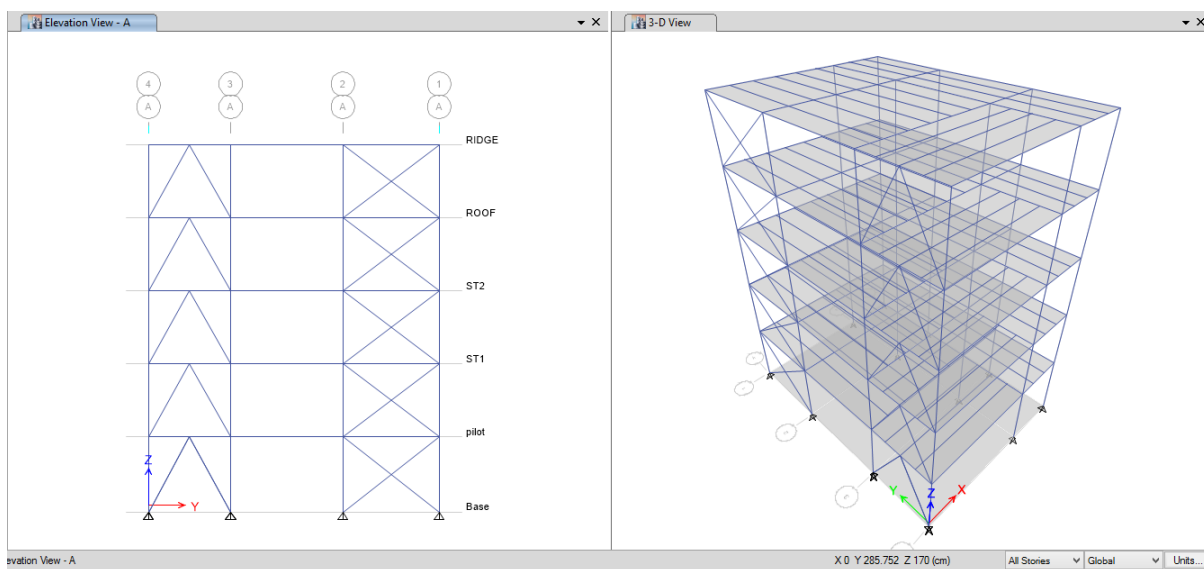 Elevation View - A
3-D View
4 3 2 1
A A A A
RIDGE
ROOF
ST2
ST1
pilot
Base
Z
Y
Y Z X
evation View - A
X 0 Y 285.752 Z 170 (cm)
All Stories
Global
Units...